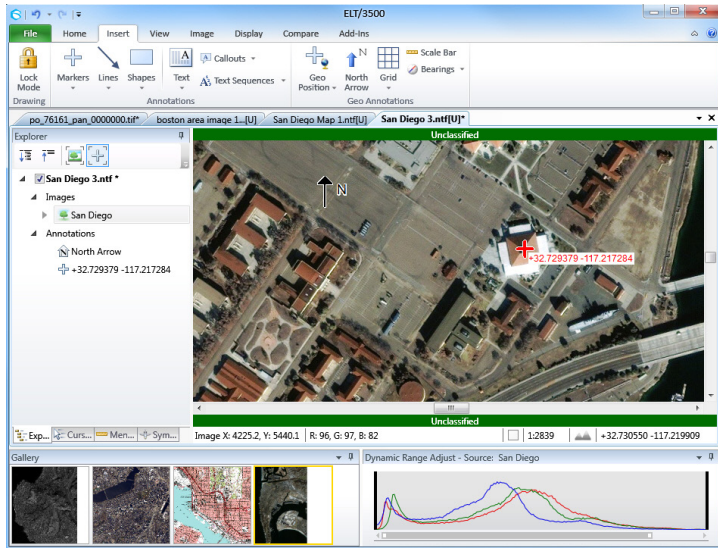 ELT/3500
File Home Insert View Image Display Compare Add-Ins
Lock Mode
Markers
Lines
Shapes
Text
Callouts
Text Sequences
Geo Position
North Arrow
Grid
Scale Bar
Bearings
Drawing
Annotations
Geo Annotations
po_76161_pan_0000000.tif* boston area image 1...[U] San Diego Map 1.ntf[U] San Diego 3.ntf[U]*
Explorer
Unclassified
San Diego 3.ntf *
Images
San Diego
Annotations
North Arrow
+32.729379 -117.217284
N
+32.729379 -117.217284
Unclassified
Exp... Curs... Men... Sym...
Image X: 4225.2, Y: 5440.1 R: 96, G: 97, B: 82 1:2839 +32.730550 -117.219909
Gallery
Dynamic Range Adjust - Source: San Diego